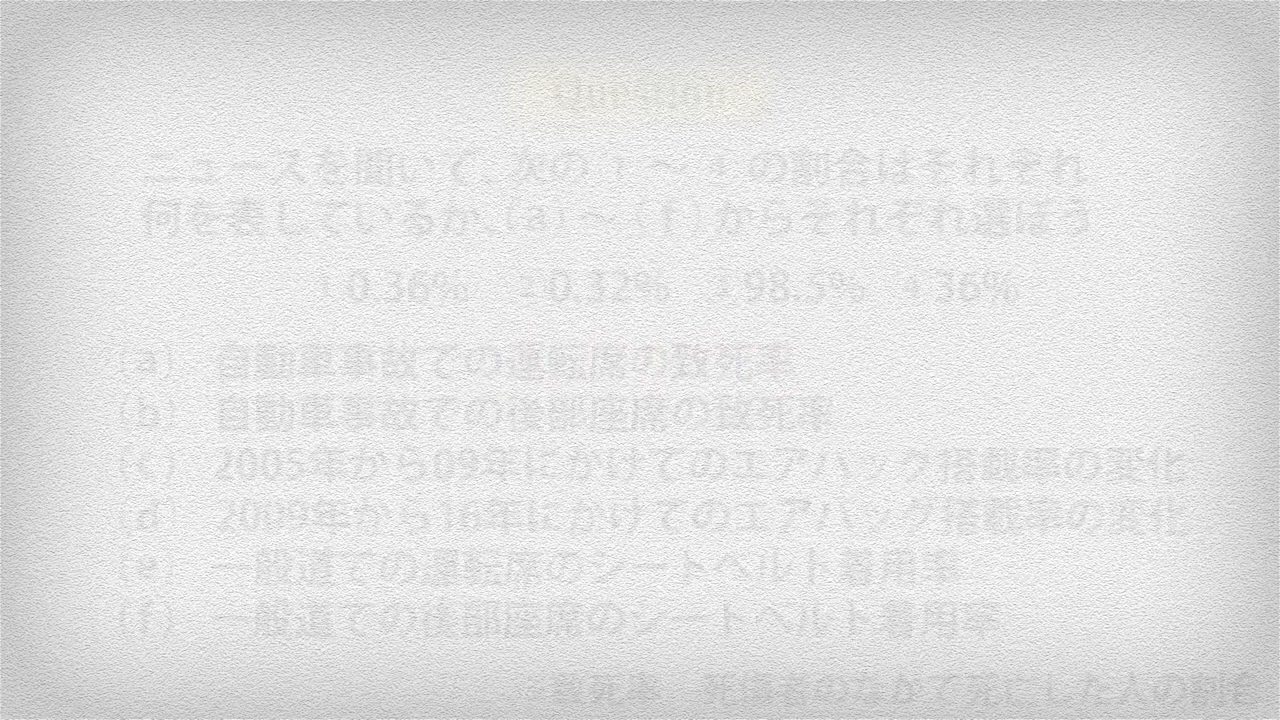 Question
ニュースを聞いて、次の 1 ～ 4 の割合はそれぞれ
何を表しているか、(a) ～ (f) からそれぞれ選ぼう
1 0.36% 2 0.32% 3 98.5% 4 36%
(a) 自動車事故での運転席の致死率
(b) 自動車事故での後部座席の致死率
(c) 2005年から09年にかけてのエアバッグ搭載率の変化
(d) 2009年から16年にかけてのエアバッグ搭載率の変化
(e) 一般道での運転席のシートベルト着用率
(f) 一般道での後部座席のシートベルト着用率
致死率 死傷者のなかで死亡した人の割合